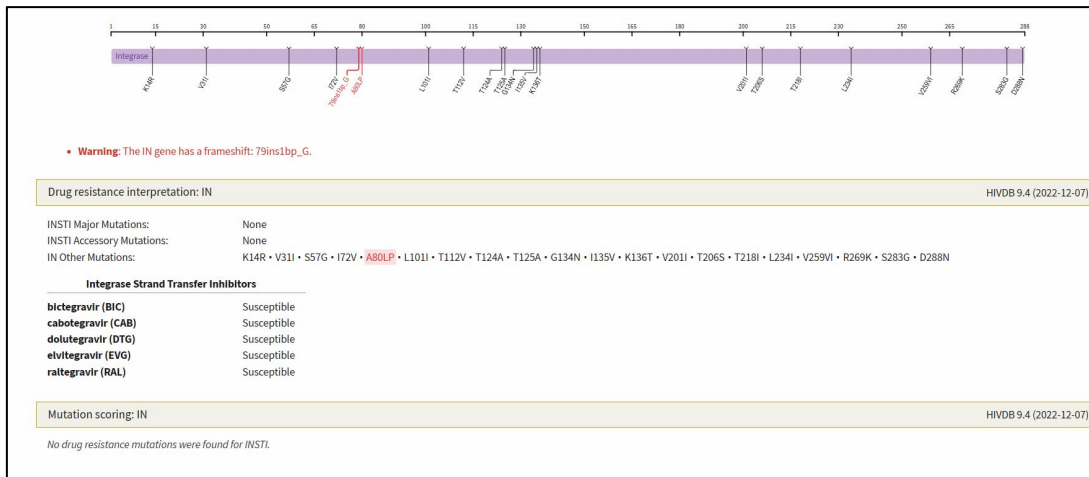 1 15 30 50 65 80 100 115 130 150 165 180 200 215 230 250 265 288
Integrase
K14R V31I S57G I72V 79ins1bp_G A80LP L101I T112V T124A T125A G134N I135V K136T V201I T206S T218I L234I V259VI R269K S283G D288N
• Warning: The IN gene has a frameshift: 79ins1bp_G.
Drug resistance interpretation: IN HIVDB 9.4 (2022-12-07)
INSTI Major Mutations: None
INSTI Accessory Mutations: None
IN Other Mutations: K14R • V31I • S57G • I72V • A80LP • L101I • T112V • T124A • T125A • G134N • I135V • K136T • V201I • T206S • T218I • L234I • V259VI • R269K • S283G • D288N
Integrase Strand Transfer Inhibitors
bictegravir (BIC) Susceptible
cabotegravir (CAB) Susceptible
dolutegravir (DTG) Susceptible
elvitegravir (EVG) Susceptible
raltegravir (RAL) Susceptible
Mutation scoring: IN HIVDB 9.4 (2022-12-07)
No drug resistance mutations were found for INSTI.